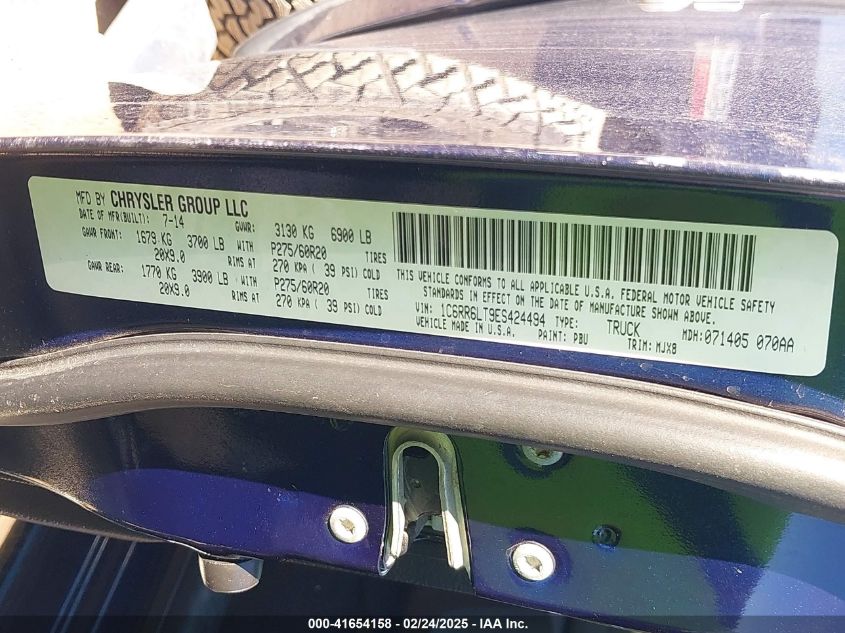 MFD BY CHRYSLER GROUP LLC
DATE OF MFR(BUILT): 7-14 GVWR: 3130 KG 6900 LB
GAWR FRONT: 1679 KG 3700 LB WITH P275/60R20 TIRES
20X9.0 RIMS AT 270 KPA ( 39 PSI) COLD
GAWR REAR: 1770 KG 3900 LB WITH P275/60R20 TIRES
20X9.0 RIMS AT 270 KPA ( 39 PSI) COLD
THIS VEHICLE CONFORMS TO ALL APPLICABLE U.S.A. FEDERAL MOTOR VEHICLE SAFETY
STANDARDS IN EFFECT ON THE DATE OF MANUFACTURE SHOWN ABOVE.
VIN: 1C6RR6LT9ES424494 TYPE: TRUCK MDH:071405 070AA
VEHICLE MADE IN U.S.A. PAINT: PBU TRIM: MJX8
000-41654158 - 02/24/2025 - IAAI.com